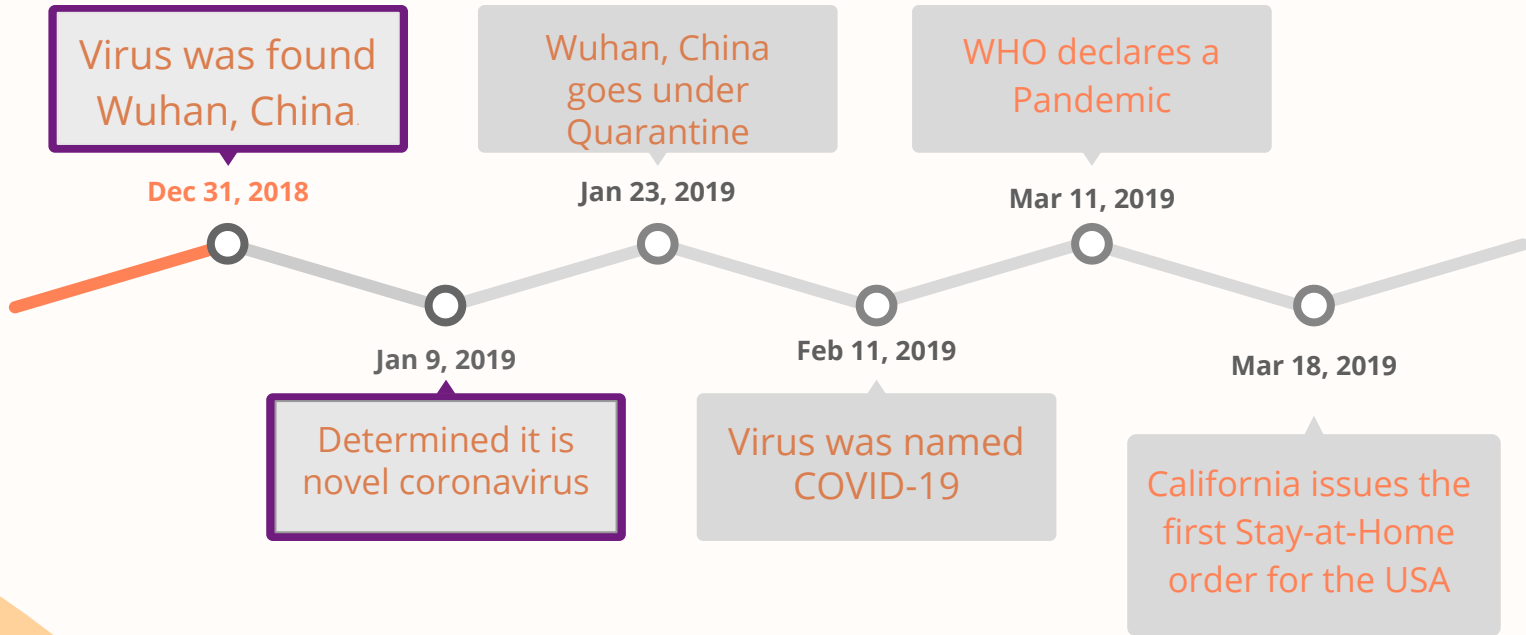 Virus was found
Wuhan, China.
Dec 31, 2018
Jan 9, 2019
Determined it is
novel coronavirus
Wuhan, China
goes under
Quarantine
Jan 23, 2019
Feb 11, 2019
Virus was named
COVID-19
WHO declares a
Pandemic
Mar 11, 2019
Mar 18, 2019
California issues the
first Stay-at-Home
order for the USA